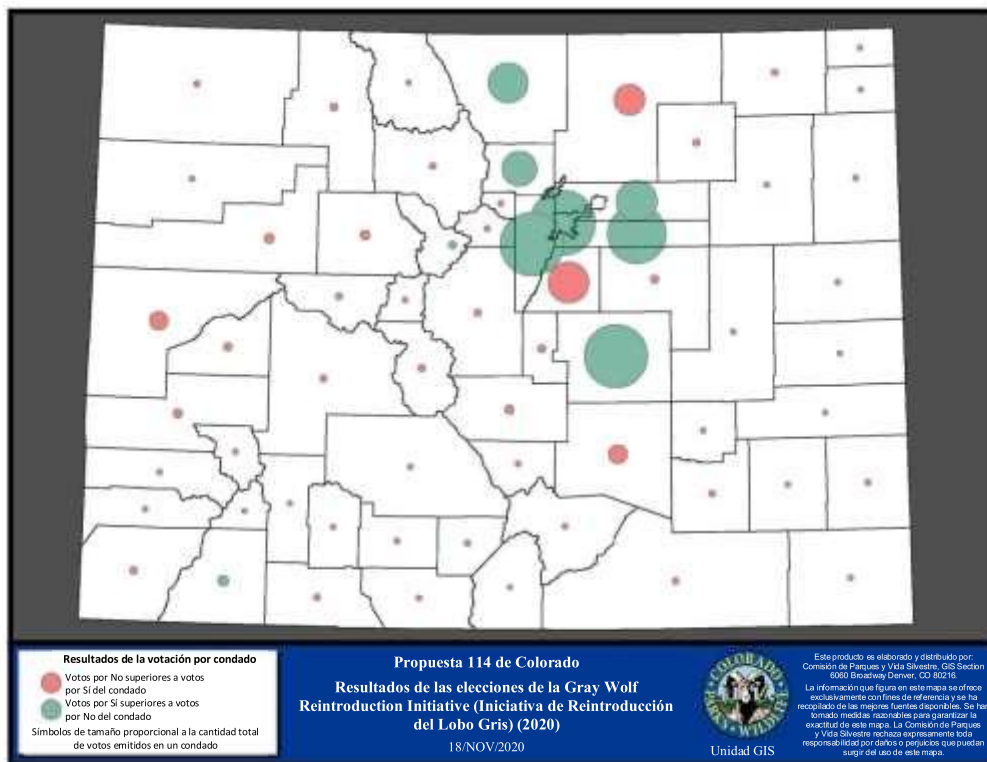 Resultados de la votación por condado
Votos por No superiores a votos
por Sí del condado
Votos por Sí superiores a votos
por No del condado
Símbolos de tamaño proporcional a la cantidad total
de votos emitidos en un condado
Propuesta 114 de Colorado
Resultados de las elecciones de la Gray Wolf
Reintroduction Initiative (Iniciativa de Reintroducción
del Lobo Gris) (2020)
18/NOV/2020
COLORADO
PARKS
WILDLIFE
Unidad GIS
Este producto es elaborado y distribuido por:
Comisión de Parques y Vida Silvestre, GIS Section
6060 Broadway Denver, CO 80216.
La información que figura en este mapa se ofrece
exclusivamente con fines de referencia y se ha
recopilado de las mejores fuentes disponibles. Se han
tomado medidas razonables para garantizar la
exactitud de este mapa. La Comisión de Parques
y Vida Silvestre rechaza expresamente toda
responsabilidad por daños o perjuicios que puedan
surgir del uso de este mapa.